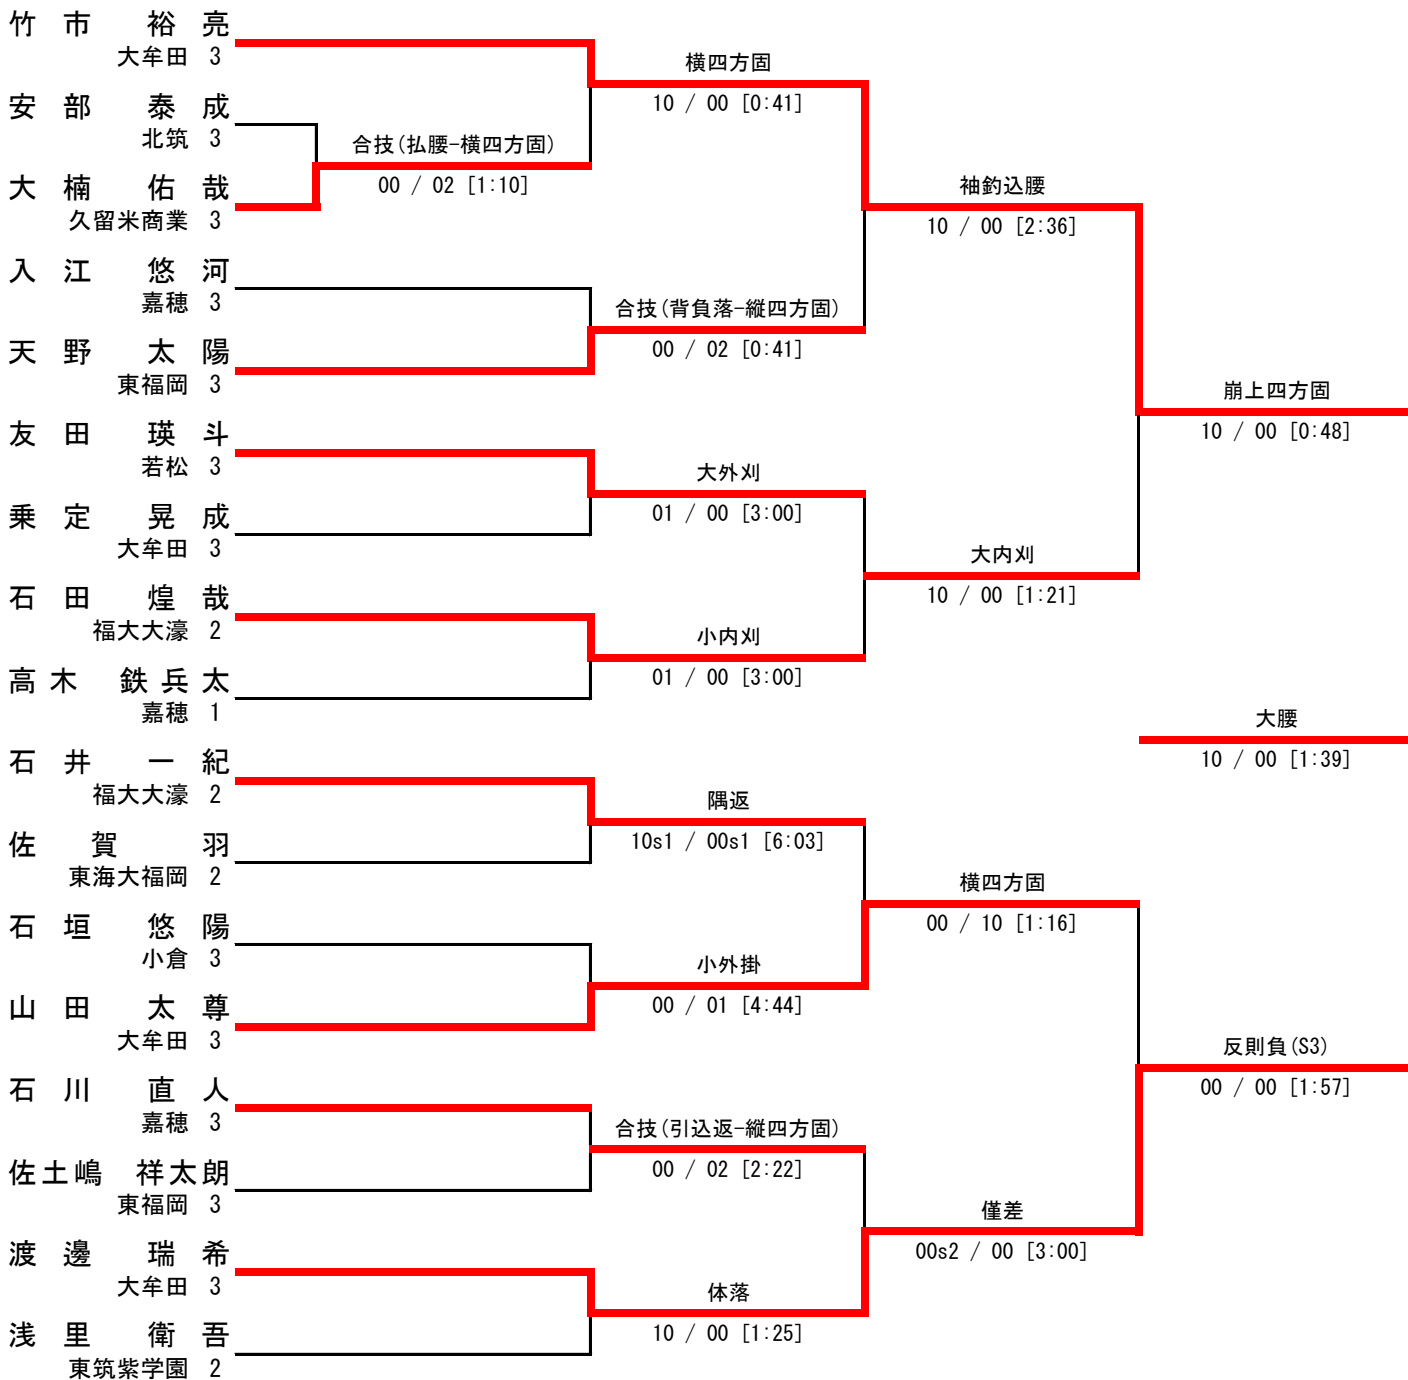 竹市 裕亮
大牟田 3
安部 泰成
北筑 3
大楠 佑哉
久留米商業 3
入江 悠河
嘉穂 3
天野 太陽
東福岡 3
友田 瑛斗
若松 3
乗定 晃成
大牟田 3
石田 煌哉
福大大濠 2
高木 鉄兵太
嘉穂 1
石井 一紀
福大大濠 2
佐賀 羽
東海大福岡 2
石垣 悠陽
小倉 3
山田 太尊
大牟田 3
石川 直人
嘉穂 3
佐土嶋 祥太朗
東福岡 3
渡邊 瑞希
大牟田 3
浅里 衛吾
東筑紫学園 2
合技(払腰-横四方固)
00 / 02 [1:10]
横四方固
10 / 00 [0:41]
合技(背負落-縦四方固)
00 / 02 [0:41]
大外刈
01 / 00 [3:00]
小内刈
01 / 00 [3:00]
隅返
10s1 / 00s1 [6:03]
小外掛
00 / 01 [4:44]
合技(引込返-縦四方固)
00 / 02 [2:22]
体落
10 / 00 [1:25]
袖釣込腰
10 / 00 [2:36]
大内刈
10 / 00 [1:21]
横四方固
00 / 10 [1:16]
僅差
00s2 / 00 [3:00]
崩上四方固
10 / 00 [0:48]
大腰
10 / 00 [1:39]
反則負(S3)
00 / 00 [1:57]